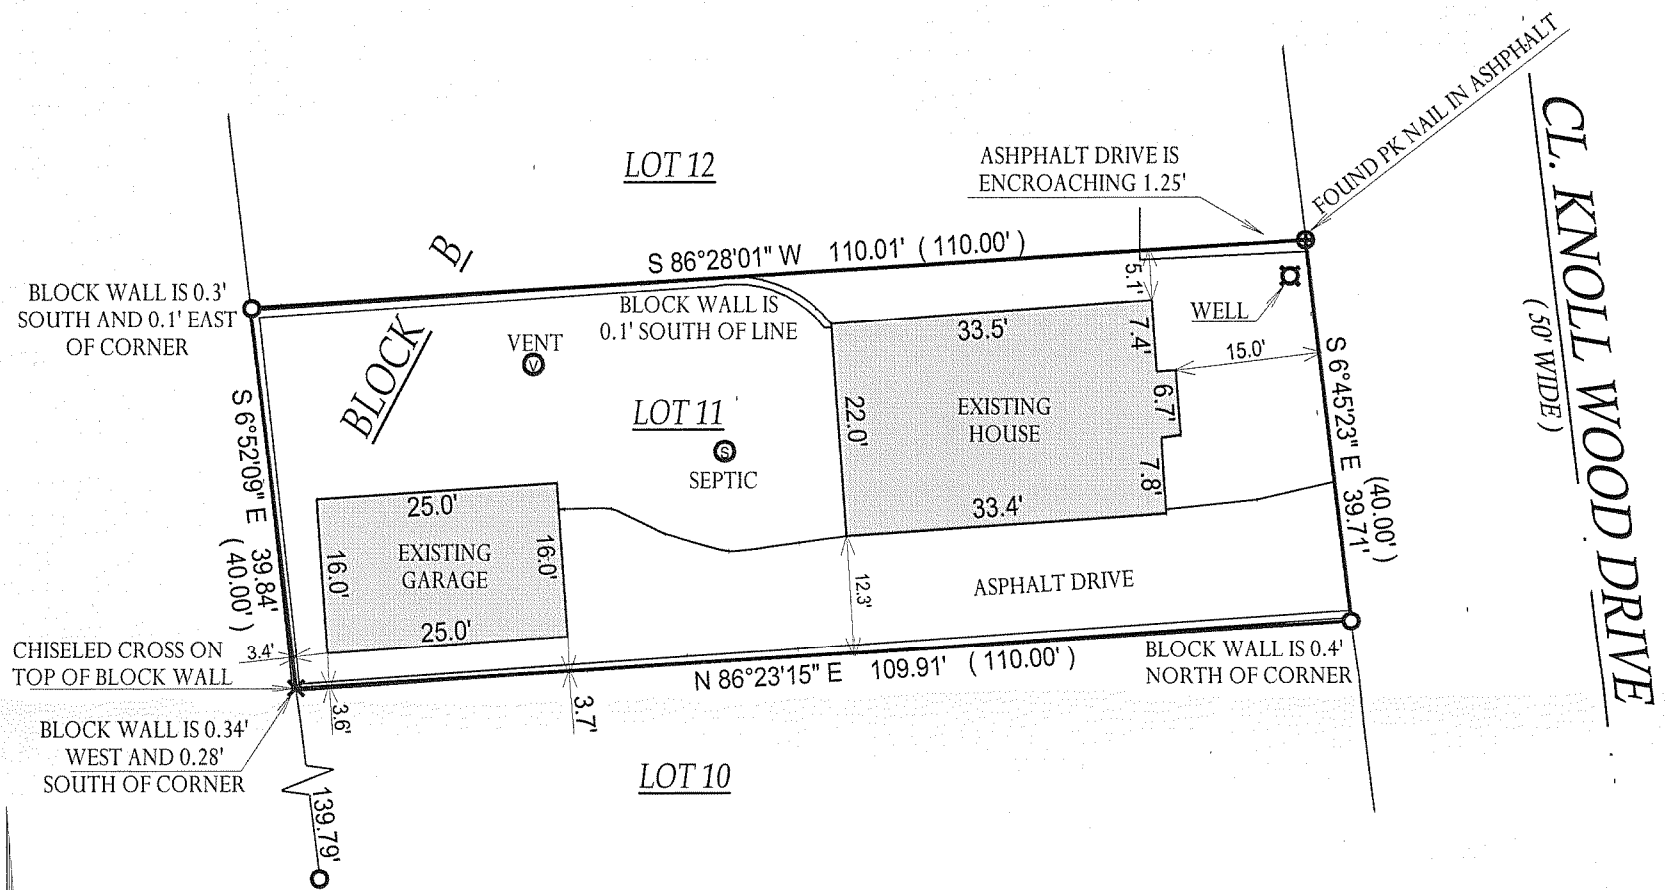 CL. KNOLL WOOD DRIVE
(50' WIDE)
FOUND PK NAIL IN ASHPHALT
ASHPHALT DRIVE IS
ENCROACHING 1.25'
LOT 12
B
S 86°28'01" W 110.01' ( 110.00' )
BLOCK WALL IS 0.3'
SOUTH AND 0.1' EAST
OF CORNER
BLOCK WALL IS
0.1' SOUTH OF LINE
5.1'
WELL
BLOCK
VENT
V
33.5'
7.4'
15.0'
S 6°45'23" E 39.71'
(40.00')
LOT 11
22.0'
EXISTING
HOUSE
6.7'
S
SEPTIC
7.8'
33.4'
S 6°52'09" E 39.84'
( 40.00' )
25.0'
16.0'
EXISTING
GARAGE
16.0'
25.0'
12.3'
ASPHALT DRIVE
CHISELED CROSS ON
TOP OF BLOCK WALL
3.4'
N 86°23'15" E 109.91' ( 110.00' )
BLOCK WALL IS 0.4'
NORTH OF CORNER
3.6'
3.7'
BLOCK WALL IS 0.34'
WEST AND 0.28'
SOUTH OF CORNER
LOT 10
139.79'